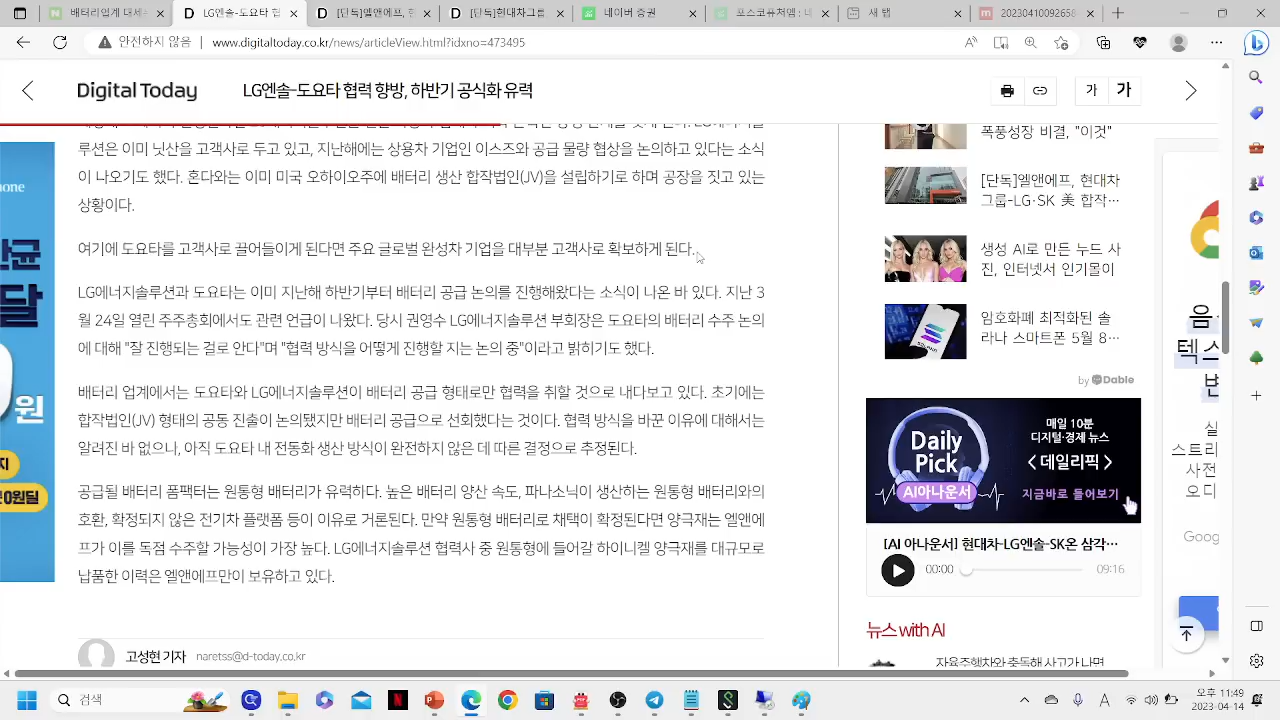 배터리업계 대세는
LG엔솔-도요타 협
[단독]엘앤에프, 현
[단독]현대차그룹
네이버 증권
포스코퓨처엠 : 네
새 탭
20230410092658
안전하지 않음
www.digitaltoday.co.kr/news/articleView.html?idxno=473495
Digital Today
LG엔솔-도요타 협력 향방, 하반기 공식화 유력
가 가
루션은 이미 닛산을 고객사로 두고 있고, 지난해에는 상용차 기업인 이스즈와 공급 물량 협상을 논의하고 있다는 소식
이 나오기도 했다. 혼다와는 이미 미국 오하이오주에 배터리 생산 합작법인(JV)을 설립하기로 하며 공장을 짓고 있는
상황이다.
여기에 도요타를 고객사로 끌어들이게 된다면 주요 글로벌 완성차 기업을 대부분 고객사로 확보하게 된다.
LG에너지솔루션과 도요타는 이미 지난해 하반기부터 배터리 공급 논의를 진행해왔다는 소식이 나온 바 있다. 지난 3
월 24일 열린 주주총회에서도 관련 언급이 나왔다. 당시 권영수 LG에너지솔루션 부회장은 도요타의 배터리 수주 논의
에 대해 "잘 진행되는 걸로 안다"며 "협력 방식을 어떻게 진행할 지는 논의 중"이라고 밝히기도 했다.
배터리 업계에서는 도요타와 LG에너지솔루션이 배터리 공급 형태로만 협력을 취할 것으로 내다보고 있다. 초기에는
합작법인(JV) 형태의 공동 진출이 논의됐지만 배터리 공급으로 선회했다는 것이다. 협력 방식을 바꾼 이유에 대해서는
알려진 바 없으나, 아직 도요타 내 전동화 생산 방식이 완전하지 않은 데 따른 결정으로 추정된다.
공급될 배터리 폼팩터는 원통형 배터리가 유력히다. 높은 배터리 양산 속도, 파나소닉이 생산하는 원통형 배터리와의
호환, 확정되지 않은 전기차 플랫폼 등이 이유로 거론된다. 만약 원통형 배터리로 채택이 확정된다면 양극재는 엘앤에
프가 이를 독점 수주할 가능성이 가장 높다. LG에너지솔루션 협력사 중 원통형에 들어갈 하이니켈 양극재를 대규모로
납품한 이력은 엘앤에프만이 보유하고 있다.
고성현 기자 naretss@d-today.co.kr
폭풍성장 비결, "이것"
[단독]엘앤에프, 현대차
그룹-LG·SK 美 합작…
생성 AI로 만든 누드 사
진, 인터넷서 인기몰이
암호화폐 최적화된 솔
라나 스마트폰 5월 8…
by Dable
Daily
Pick
AI아나운서
매일 10분
디지털·경제 뉴스
<데일리픽>
지금바로 들어보기
[AI 아나운서] 현대차-LG엔솔-SK온 삼각…
00:00 09:16
뉴스 with AI
자율주행차와 충돌해 사고가 나면
one
달
원
0원딜
음
텍스
변
실
스트리
사전
오 디
Goog
검색
오후 11:49
2023-04-14